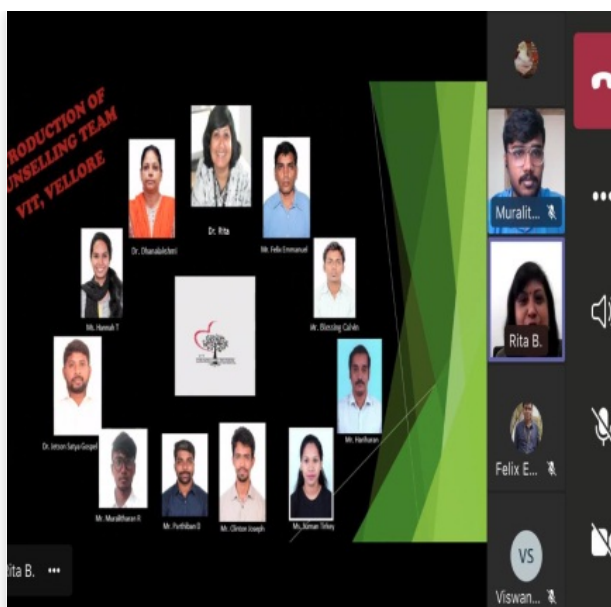 RODUCTION OF
UNSELLING TEAM
VIT, VELLORE
Dr. Rita
Dr. Dhanalakshmi
Mr. Felix Emmanuel
Ms. Hannah T
Mr. Blessing Calvin
Dr. Jetson Satya Gospel
Mr. Hariharan
Mr. Muralitharan R
Mr. Parthiban D
Mr. Clinton Joseph
Ms. Suman Tirkey
Rita B. •••
Muralit...
Rita B.
Felix E...
VS
Viswan...